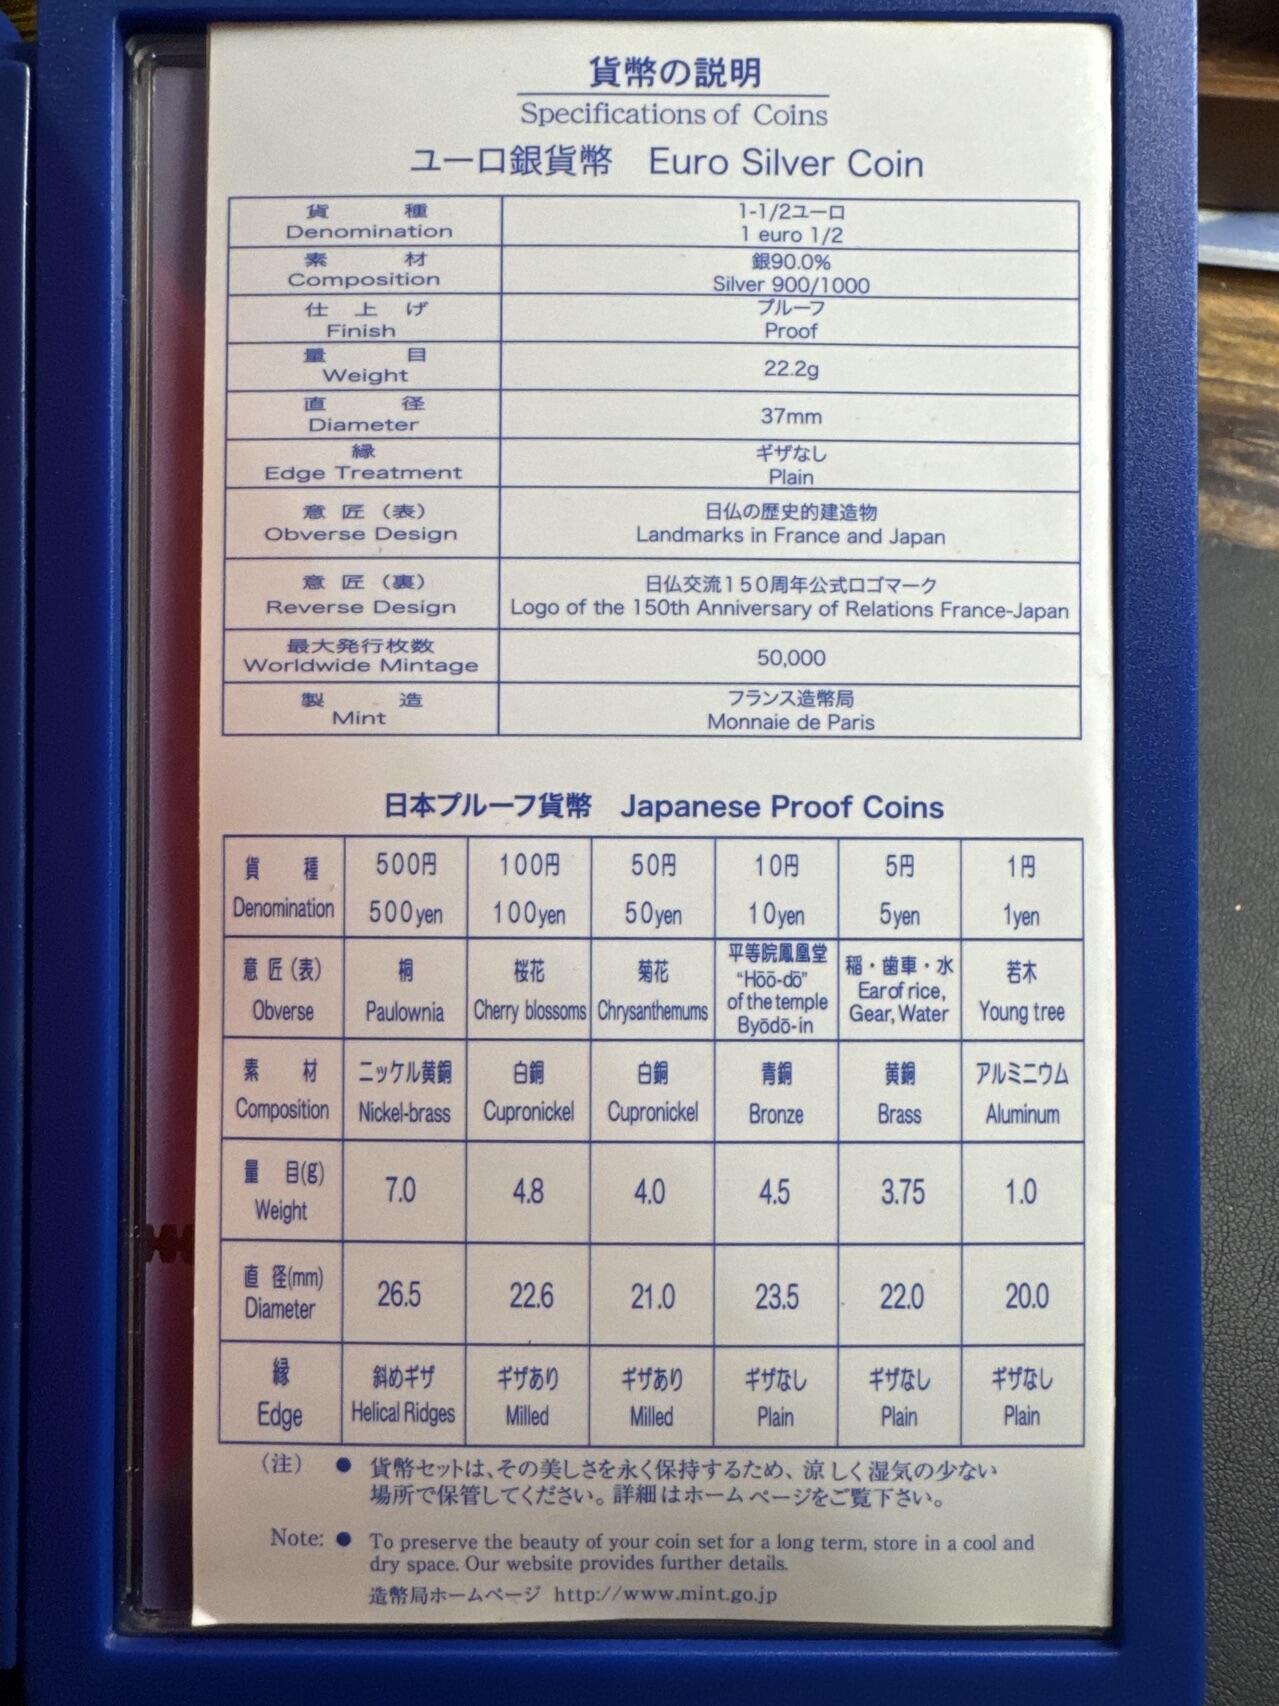 貨幣の説明
Specifications of Coins
ユーロ銀貨幣 Euro Silver Coin
貨種 1-1/2ユーロ
Denomination 1 euro 1/2
素材 銀90.0%
Composition Silver 900/1000
仕上げ プルーフ
Finish Proof
量目 22.2g
Weight
直径 37mm
Diameter
縁 ギザなし
Edge Treatment Plain
意匠（表） 日仏の歴史的建造物
Obverse Design Landmarks in France and Japan
意匠（裏） 日仏交流150周年公式ロゴマーク
Reverse Design Logo of the 150th Anniversary of Relations France-Japan
最大発行枚数 50,000
Worldwide Mintage
製造 フランス造幣局
Mint Monnaie de Paris
日本プルーフ貨幣 Japanese Proof Coins
貨種 500円 100円 50円 10円 5円 1円
Denomination 500yen 100yen 50yen 10yen 5yen 1yen
意匠（表） 桐 桜花 菊花 平等院鳳凰堂 稲・歯車・水 若木
Obverse Paulownia Cherry blossoms Chrysanthemums “Hōō-dō” of the temple Byōdō-in Ear of rice, Gear, Water Young tree
素材 ニッケル黄銅 白銅 白銅 青銅 黄銅 アルミニウム
Composition Nickel-brass Cupronickel Cupronickel Bronze Brass Aluminum
量目(g) 7.0 4.8 4.0 4.5 3.75 1.0
Weight
直径(mm) 26.5 22.6 21.0 23.5 22.0 20.0
Diameter
縁 斜めギザ ギザあり ギザあり ギザなし ギザなし ギザなし
Edge Helical Ridges Milled Milled Plain Plain Plain
（注） ● 貨幣セットは、その美しさを永く保持するため、涼しく湿気の少ない
場所で保管してください。詳細はホームページをご覧下さい。
Note: ● To preserve the beauty of your coin set for a long term, store in a cool and
dry space. Our website provides further details.
造幣局ホームページ http://www.mint.go.jp